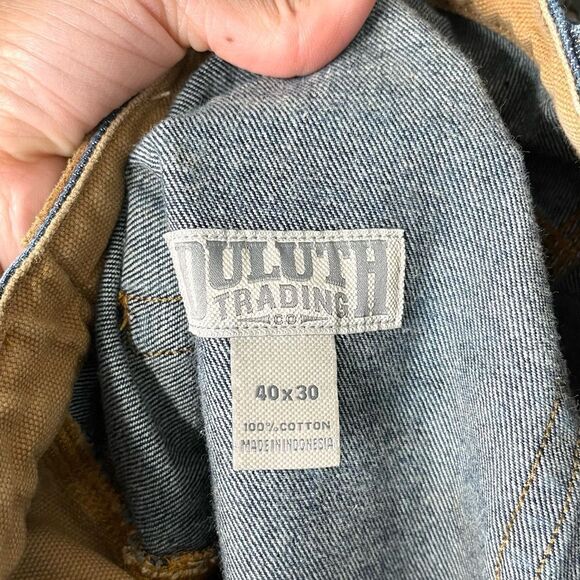 DULUTH
TRADING
CO
40 x 30
100% COTTON
MADE IN INDONESIA